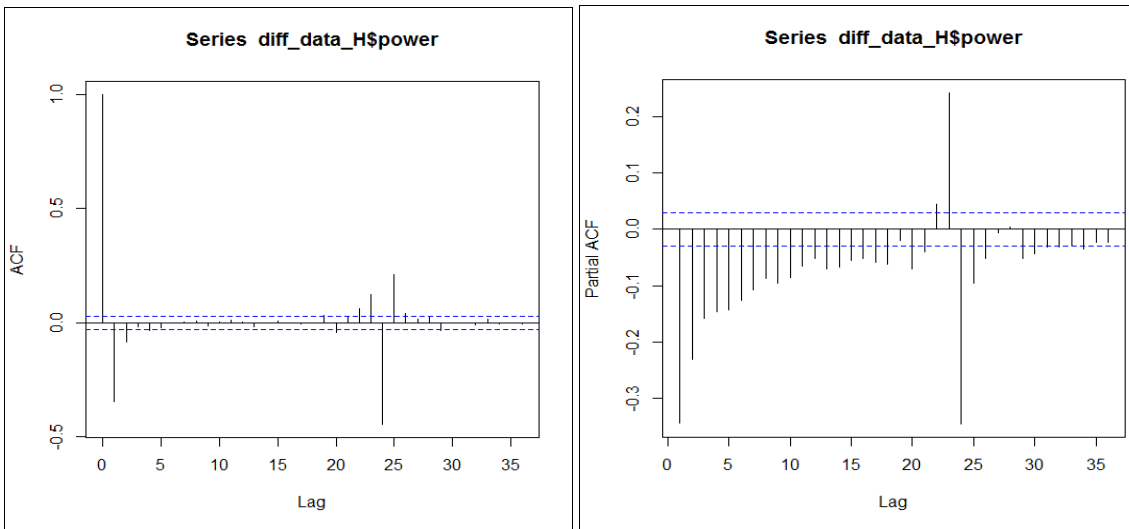 Series diff_data_H$power
ACF
1.0
0.5
0.0
-0.5
0 5 10 15 20 25 30 35
Lag
Series diff_data_H$power
Partial ACF
0.2
0.1
0.0
-0.1
-0.2
-0.3
0 5 10 15 20 25 30 35
Lag